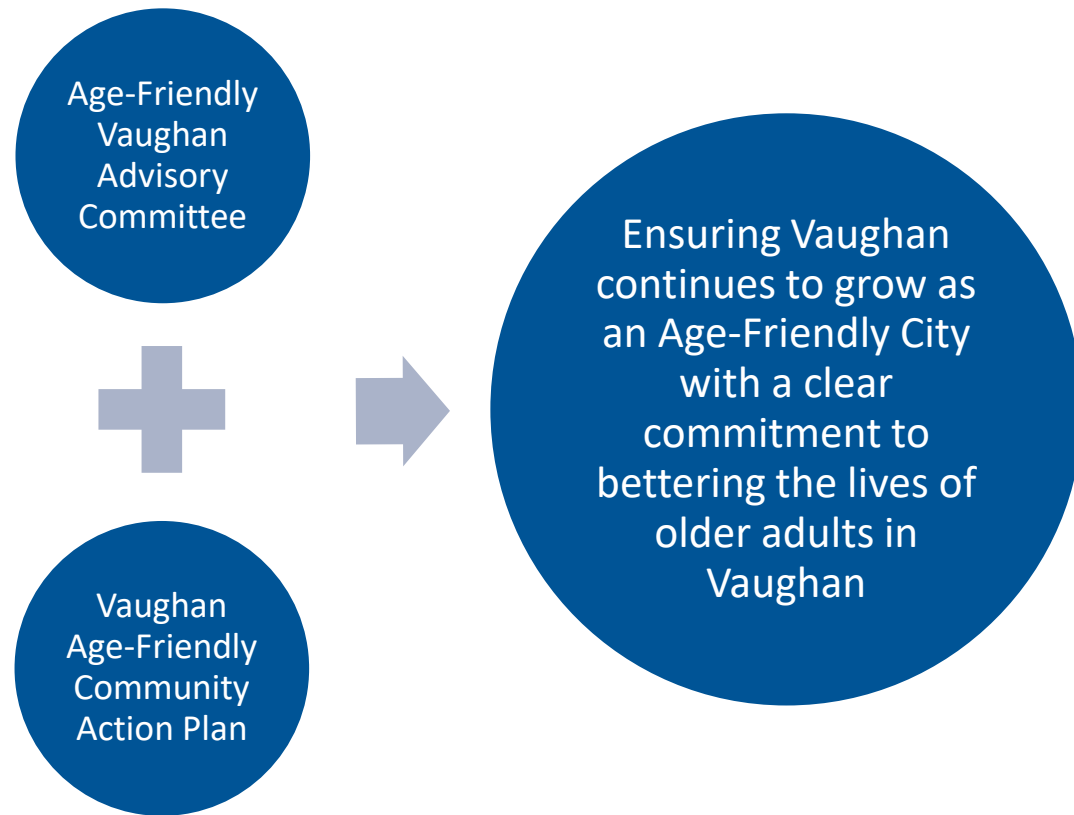 Age-Friendly
Vaughan
Advisory
Committee
Vaughan
Age-Friendly
Community
Action Plan
Ensuring Vaughan
continues to grow as
an Age-Friendly City
with a clear
commitment to
bettering the lives of
older adults in
Vaughan